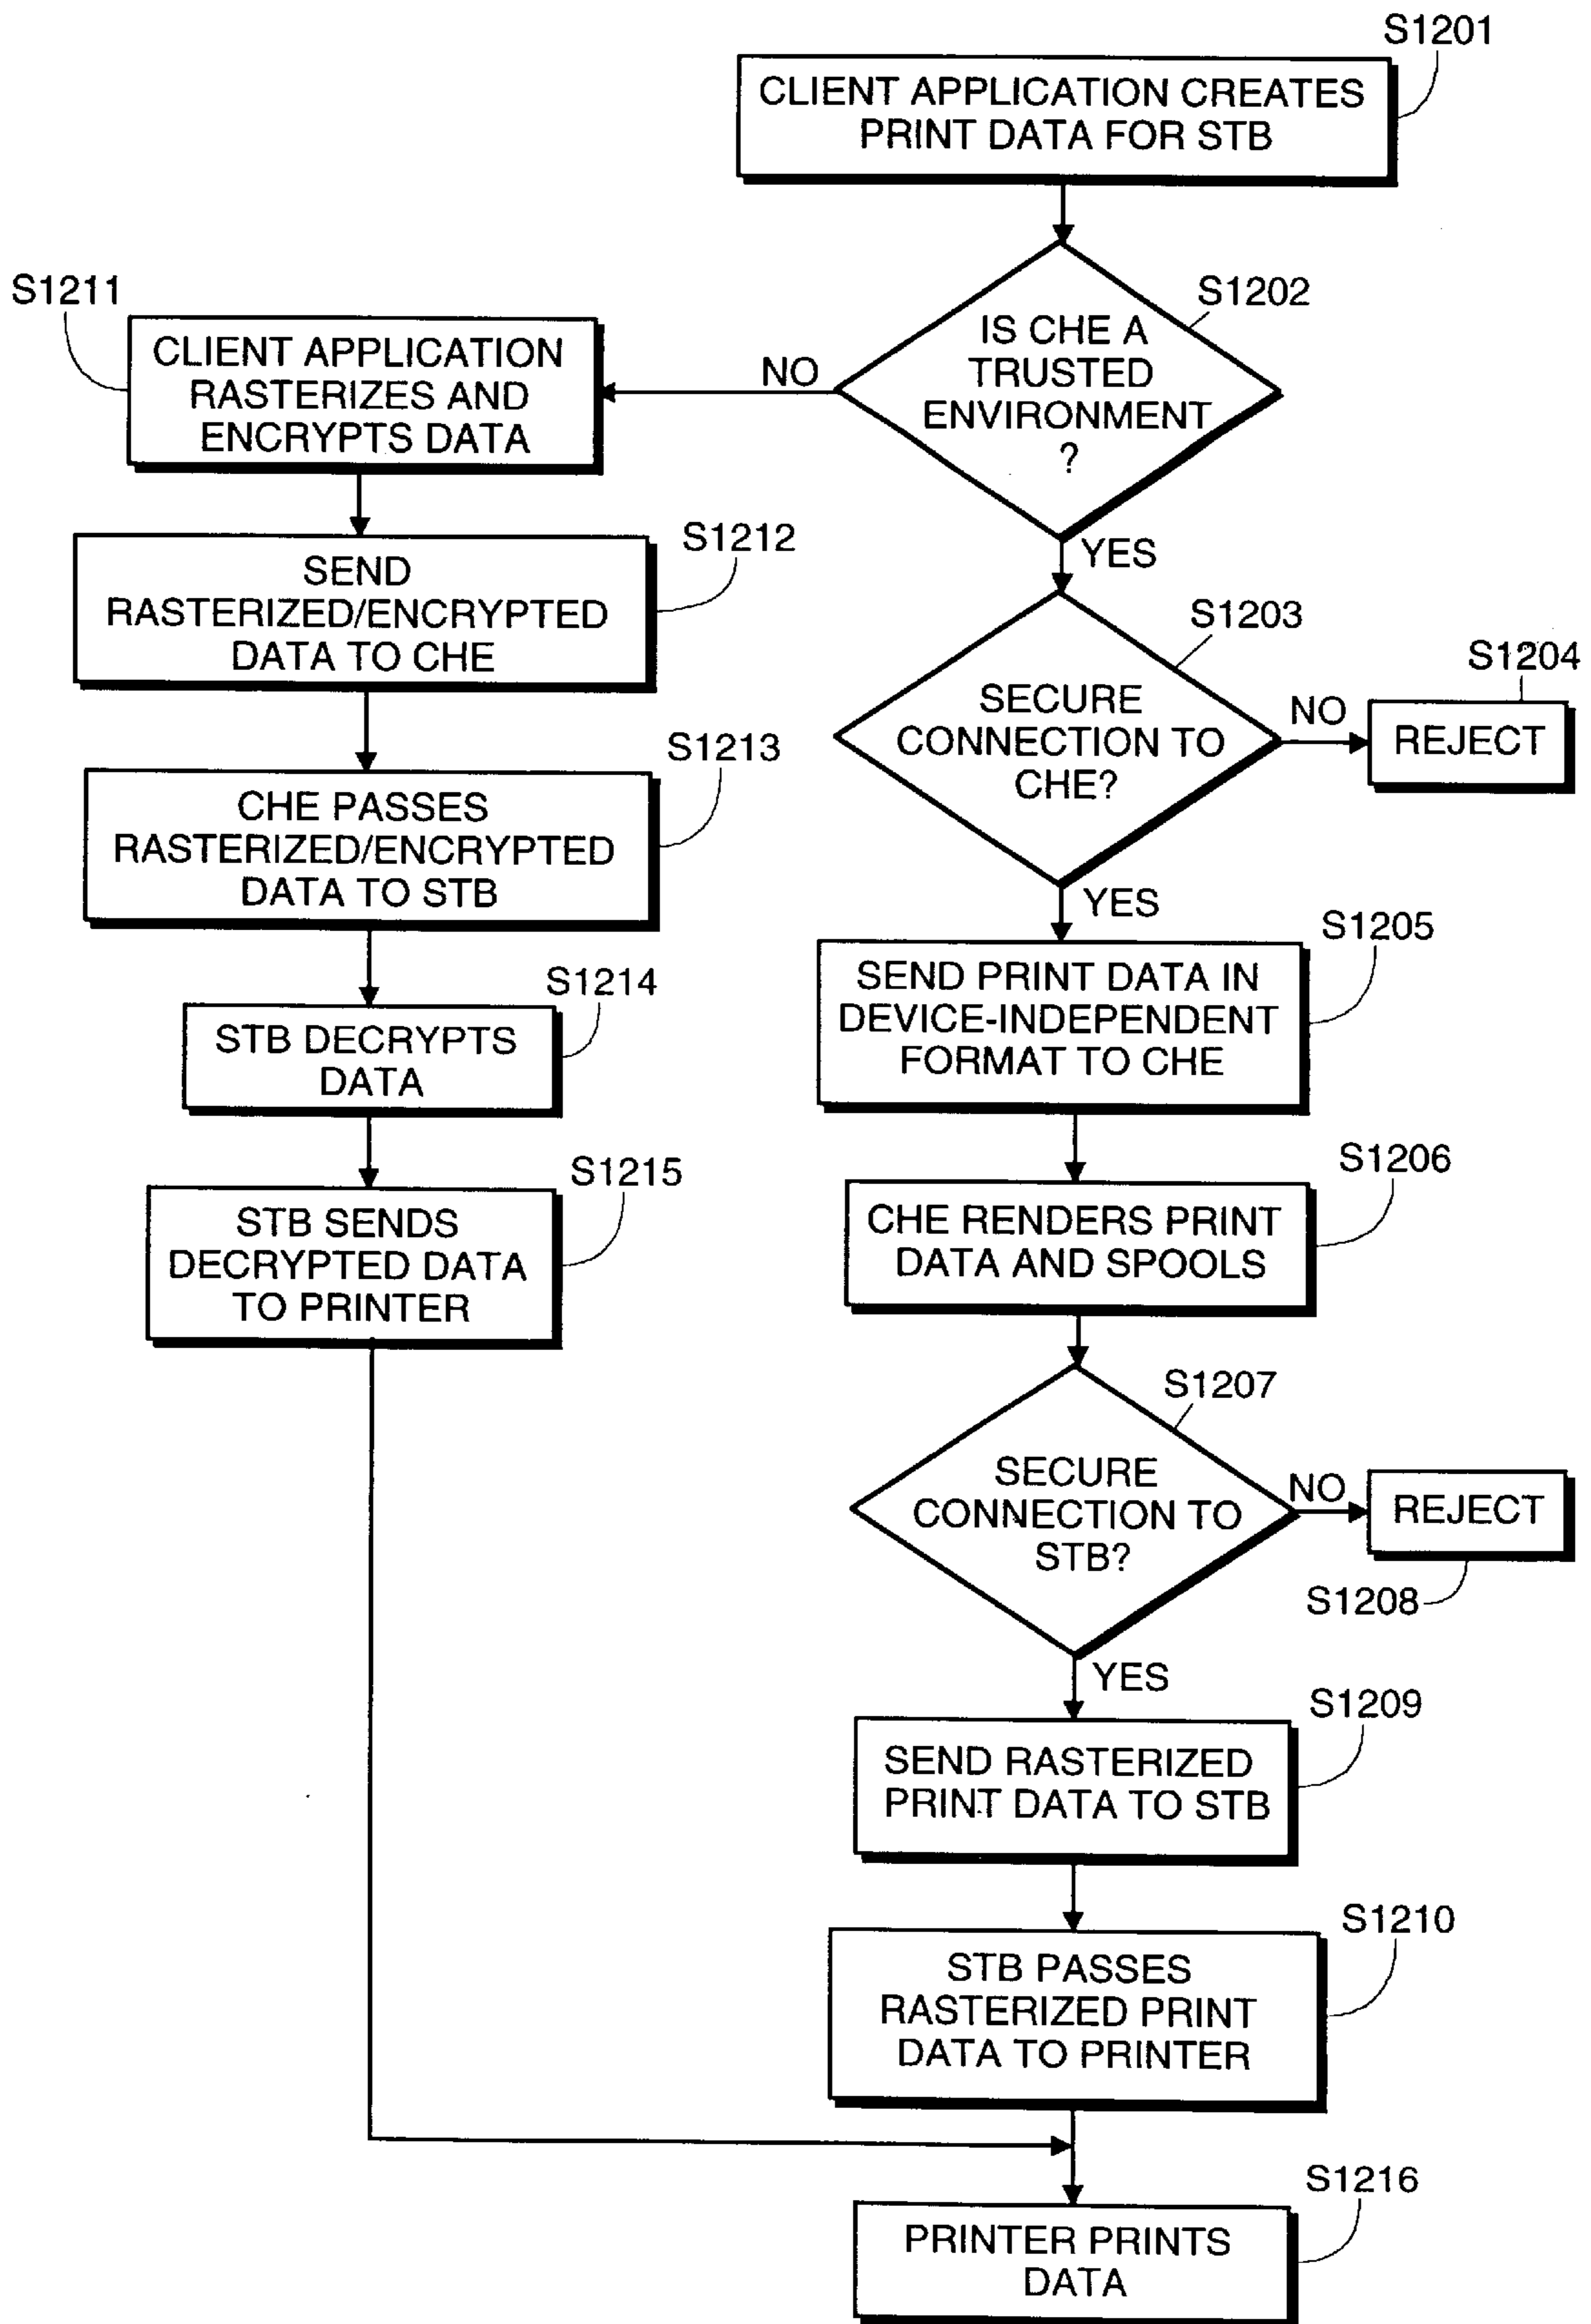 S1201
CLIENT APPLICATION CREATES
PRINT DATA FOR STB
S1202
IS CHE A
TRUSTED
ENVIRONMENT
?
NO
YES
S1211
CLIENT APPLICATION
RASTERIZES AND
ENCRYPTS DATA
S1212
SEND
RASTERIZED/ENCRYPTED
DATA TO CHE
S1213
CHE PASSES
RASTERIZED/ENCRYPTED
DATA TO STB
S1214
STB DECRYPTS
DATA
S1215
STB SENDS
DECRYPTED DATA
TO PRINTER
S1203
SECURE
CONNECTION TO
CHE?
NO
S1204
REJECT
YES
S1205
SEND PRINT DATA IN
DEVICE-INDEPENDENT
FORMAT TO CHE
S1206
CHE RENDERS PRINT
DATA AND SPOOLS
S1207
SECURE
CONNECTION TO
STB?
NO
REJECT
S1208
YES
S1209
SEND RASTERIZED
PRINT DATA TO STB
S1210
STB PASSES
RASTERIZED PRINT
DATA TO PRINTER
S1216
PRINTER PRINTS
DATA